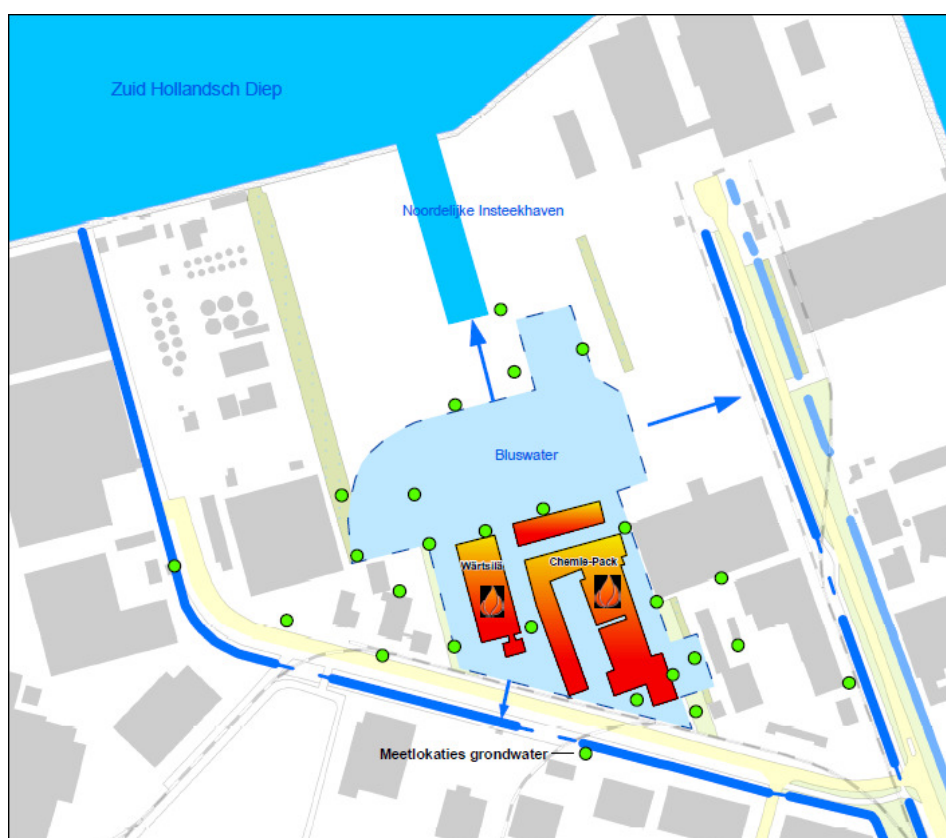 Zuid Hollandsch Diep
Noordelijke Insteekhaven
Bluswater
Wärtsilä
Chemie-Pack
Meetlokaties grondwater